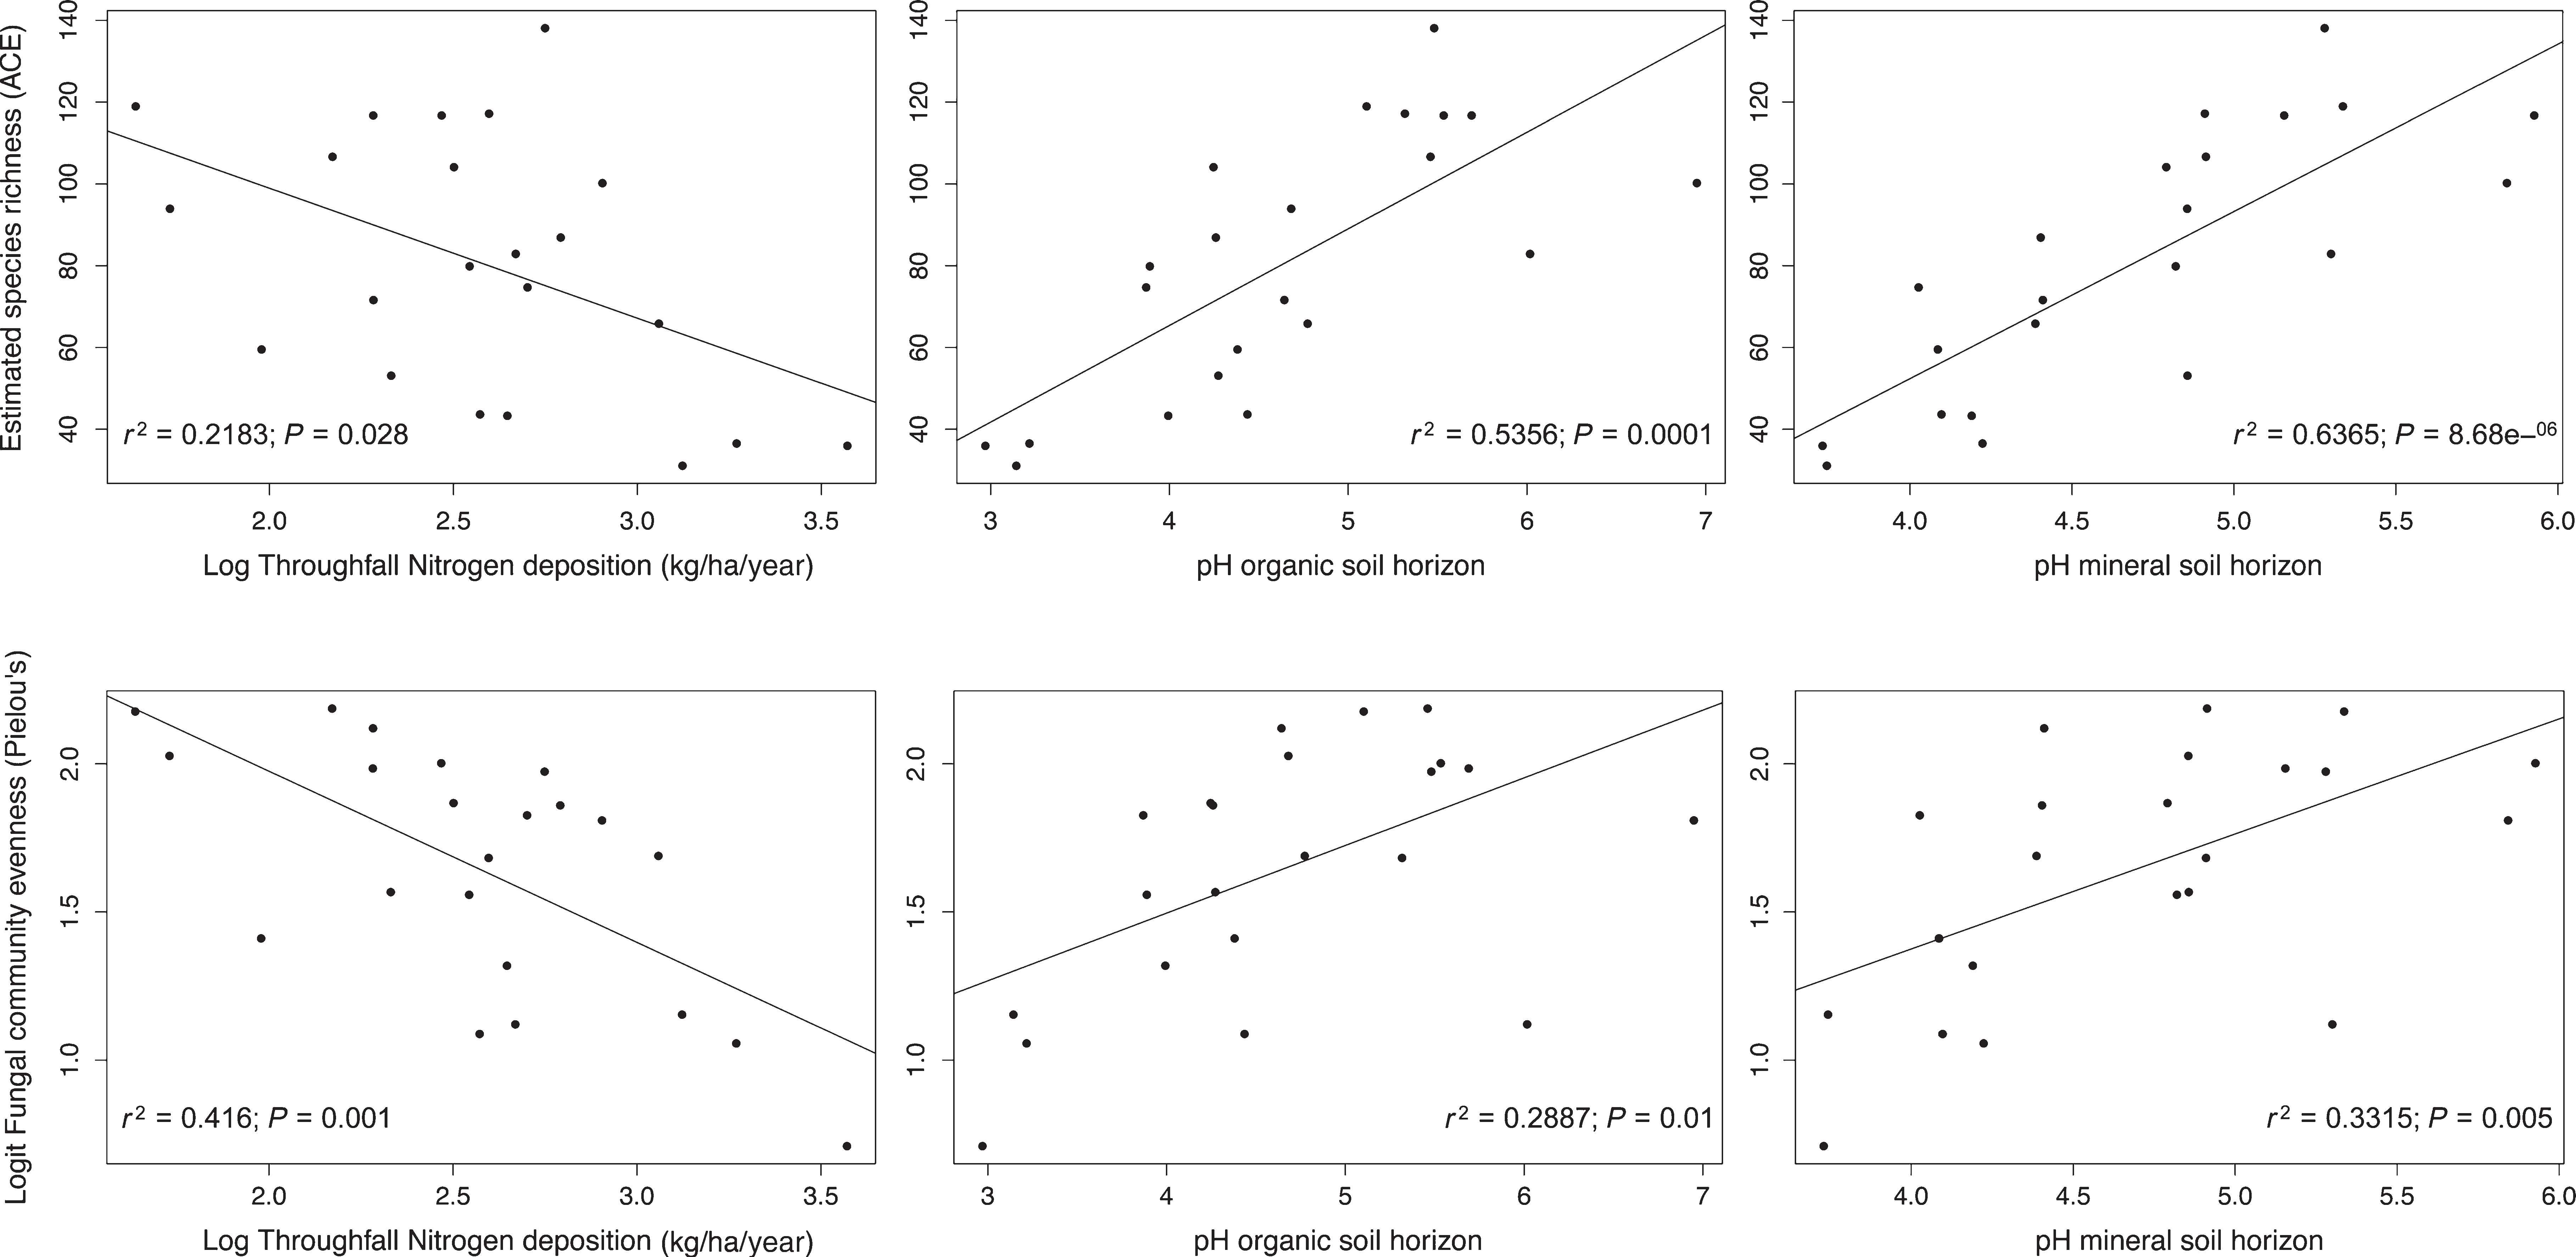 Estimated species richness (ACE)
140
120
100
80
60
40
r² = 0.2183; P = 0.028
2.0 2.5 3.0 3.5
Log Throughfall Nitrogen deposition (kg/ha/year)
140
120
100
80
60
40
r² = 0.5356; P = 0.0001
3 4 5 6 7
pH organic soil horizon
140
120
100
80
60
40
r² = 0.6365; P = 8.68e–⁰⁶
4.0 4.5 5.0 5.5 6.0
pH mineral soil horizon
Logit Fungal community evenness (Pielou's)
2.0
1.5
1.0
r² = 0.416; P = 0.001
2.0 2.5 3.0 3.5
Log Throughfall Nitrogen deposition (kg/ha/year)
2.0
1.5
1.0
r² = 0.2887; P = 0.01
3 4 5 6 7
pH organic soil horizon
2.0
1.5
1.0
r² = 0.3315; P = 0.005
4.0 4.5 5.0 5.5 6.0
pH mineral soil horizon